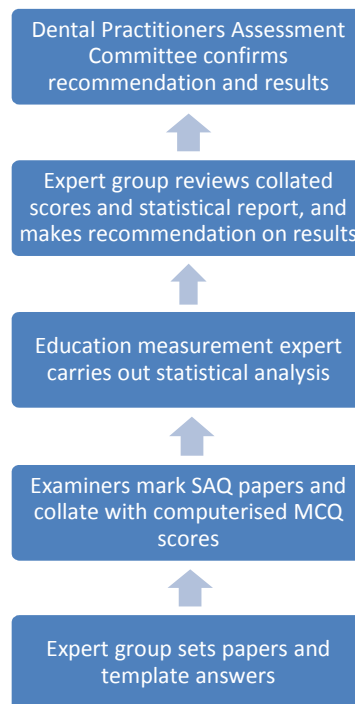 Dental Practitioners Assessment
Committee confirms
recommendation and results
Expert group reviews collated
scores and statistical report, and
makes recommendation on results
Education measurement expert
carries out statistical analysis
Examiners mark SAQ papers and
collate with computerised MCQ
scores
Expert group sets papers and
template answers